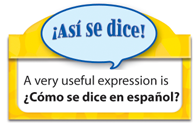 ¡Así se dice!
A very useful expression is
¿Cómo se dice en español?